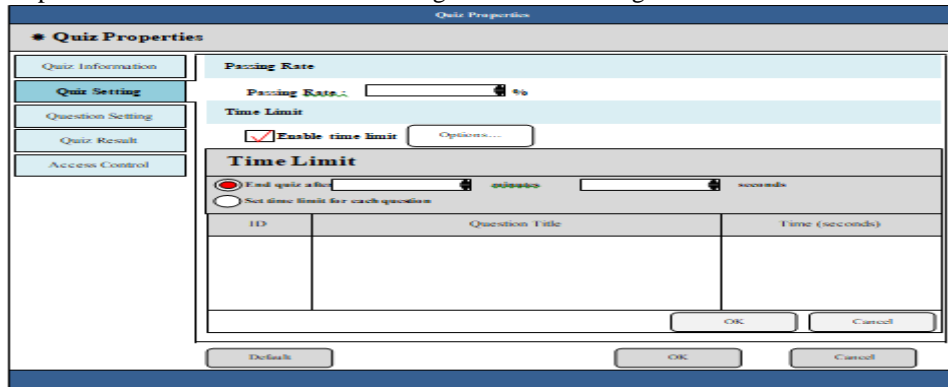 Quiz Properties
Quiz Properties
Quiz Information
Passing Rate
Quiz Setting
Passing Rate : %
Question Setting
Time Limit
Enable time limit Options...
Quiz Result
Access Control
Time Limit
End quiz after minutes seconds
Set time limit for each question
ID Question Title Time (seconds)
OK Cancel
Default OK Cancel